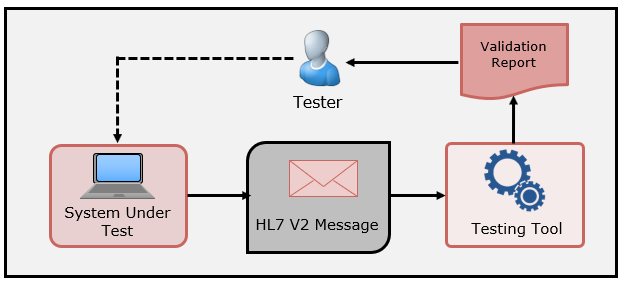 Validation
Report
Tester
System Under
Test
HL7 V2 Message
Testing Tool